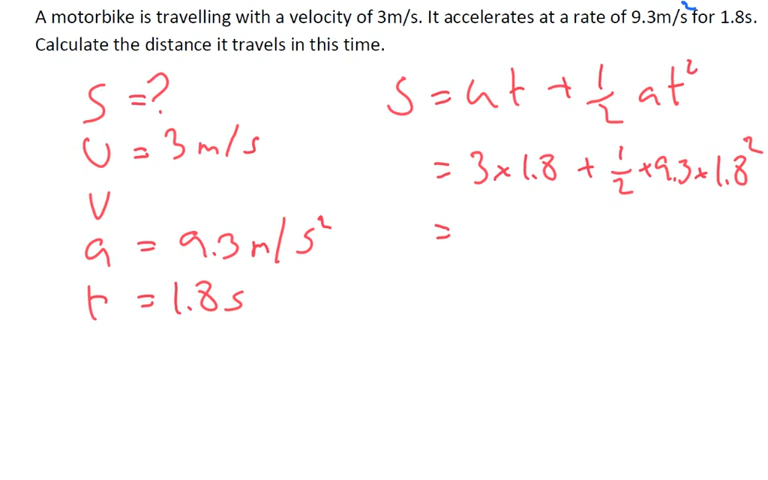 A motorbike is travelling with a velocity of 3m/s. It accelerates at a rate of 9.3m/s² for 1.8s.
Calculate the distance it travels in this time.
S = ?
U = 3 m/s
V
a = 9.3 m/s²
t = 1.8 s
S = ut + 1/2 at²
= 3 × 1.8 + 1/2 × 9.3 × 1.8²
=